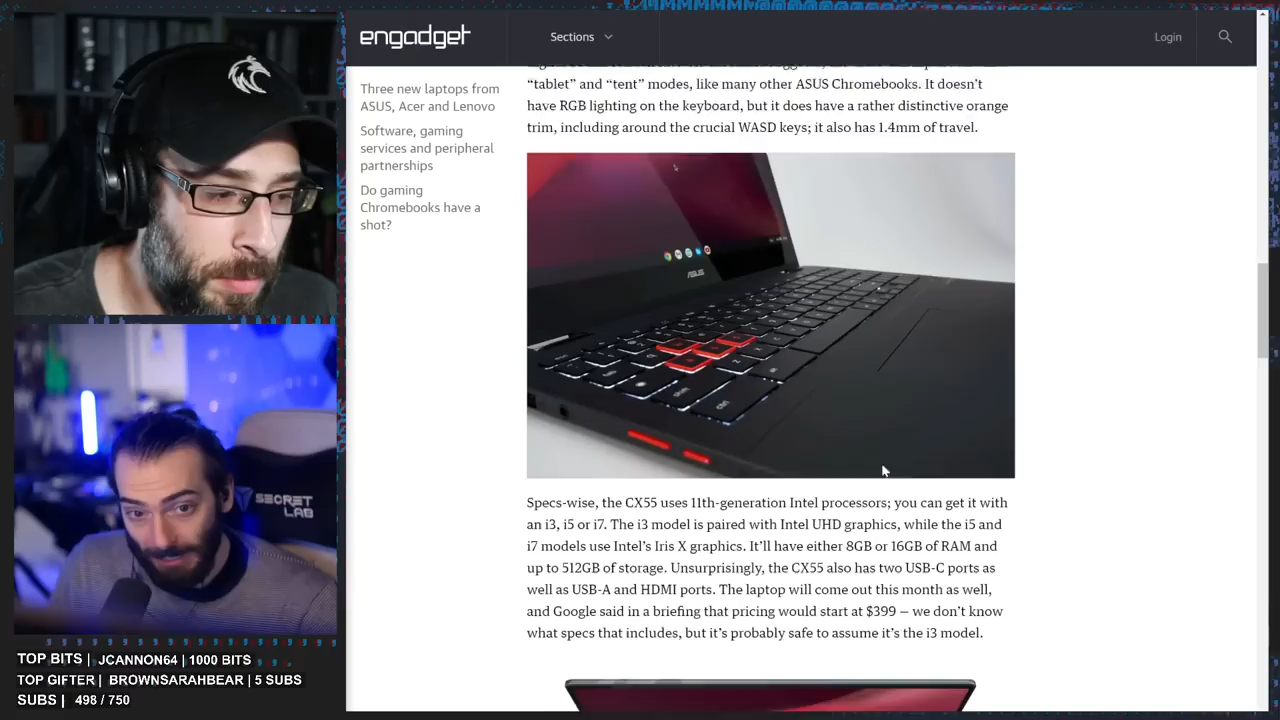 engadget
Sections
Login
Three new laptops from
ASUS, Acer and Lenovo
Software, gaming
services and peripheral
partnerships
Do gaming
Chromebooks have a
shot?
“tablet” and “tent” modes, like many other ASUS Chromebooks. It doesn’t
have RGB lighting on the keyboard, but it does have a rather distinctive orange
trim, including around the crucial WASD keys; it also has 1.4mm of travel.
ASUS
shift
ctrl
Specs-wise, the CX55 uses 11th-generation Intel processors; you can get it with
an i3, i5 or i7. The i3 model is paired with Intel UHD graphics, while the i5 and
i7 models use Intel’s Iris X graphics. It’ll have either 8GB or 16GB of RAM and
up to 512GB of storage. Unsurprisingly, the CX55 also has two USB-C ports as
well as USB-A and HDMI ports. The laptop will come out this month as well,
and Google said in a briefing that pricing would start at $399 – we don’t know
what specs that includes, but it’s probably safe to assume it’s the i3 model.
SECRET
LAB
TOP BITS | JCANNON64 | 1000 BITS
TOP GIFTER | BROWNSARAHBEAR | 5 SUBS
SUBS | 498 / 750